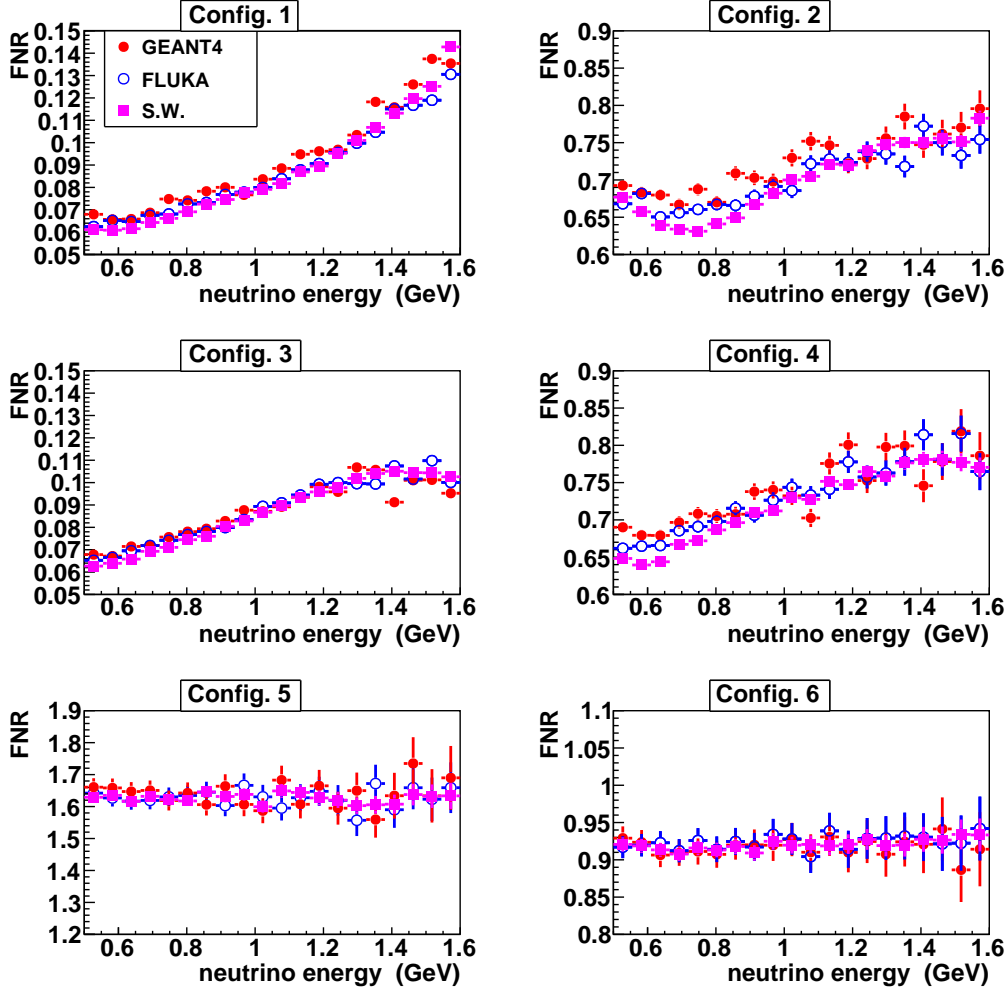 Config. 1
FNR
0.15
0.14
0.13
0.12
0.11
0.1
0.09
0.08
0.07
0.06
0.05
GEANT4
FLUKA
S.W.
0.6 0.8 1 1.2 1.4 1.6
neutrino energy (GeV)
Config. 2
FNR
0.9
0.85
0.8
0.75
0.7
0.65
0.6
0.6 0.8 1 1.2 1.4 1.6
neutrino energy (GeV)
Config. 3
FNR
0.15
0.14
0.13
0.12
0.11
0.1
0.09
0.08
0.07
0.06
0.05
0.6 0.8 1 1.2 1.4 1.6
neutrino energy (GeV)
Config. 4
FNR
0.9
0.85
0.8
0.75
0.7
0.65
0.6
0.6 0.8 1 1.2 1.4 1.6
neutrino energy (GeV)
Config. 5
FNR
1.9
1.8
1.7
1.6
1.5
1.4
1.3
1.2
0.6 0.8 1 1.2 1.4 1.6
neutrino energy (GeV)
Config. 6
FNR
1.1
1.05
1
0.95
0.9
0.85
0.8
0.6 0.8 1 1.2 1.4 1.6
neutrino energy (GeV)